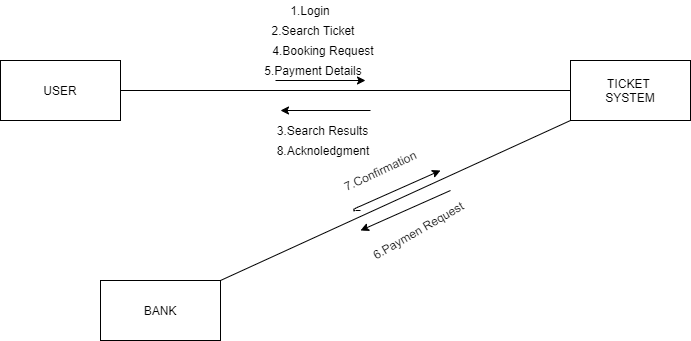 1.Login
2.Search Ticket
4.Booking Request
5.Payment Details
USER
TICKET
SYSTEM
3.Search Results
8.Acknoledgment
7.Confirmation
6.Paymen Request
BANK